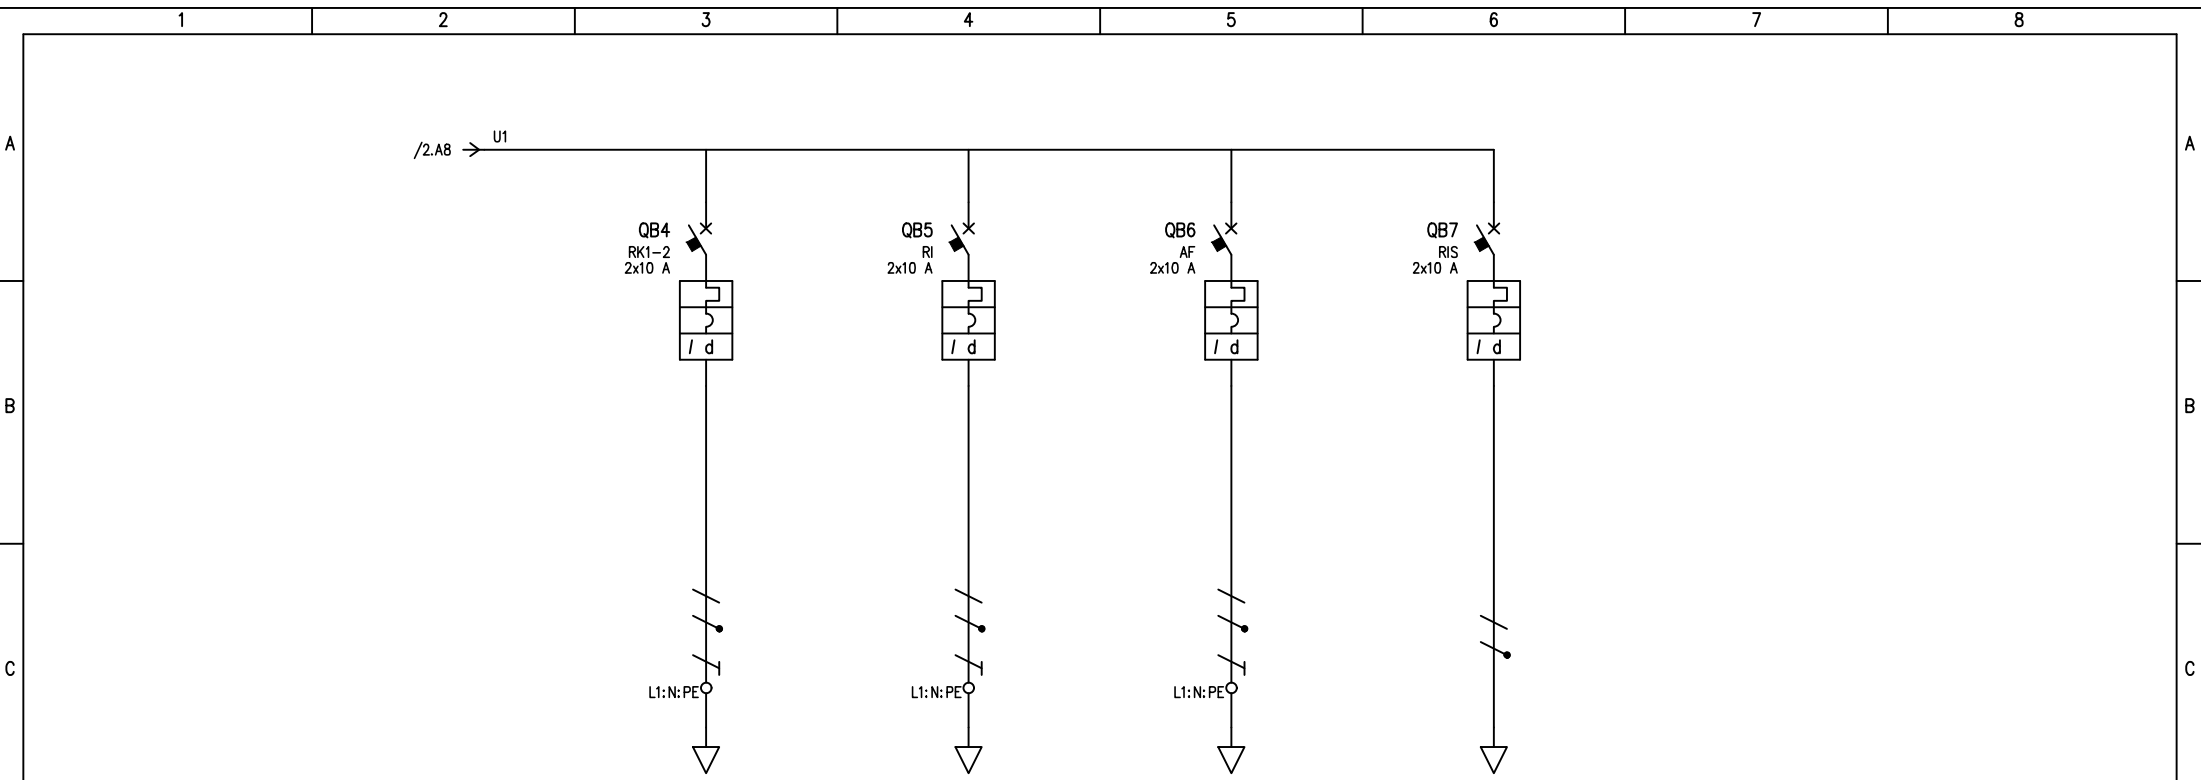 1 2 3 4 5 6 7 8
A A
U1
/2.A8
QB4 QB5 QB6 QB7
RK1-2 RI AF RIS
2x10 A 2x10 A 2x10 A 2x10 A
I d I d I d I d
B B
C C
L1:N:PE L1:N:PE L1:N:PE